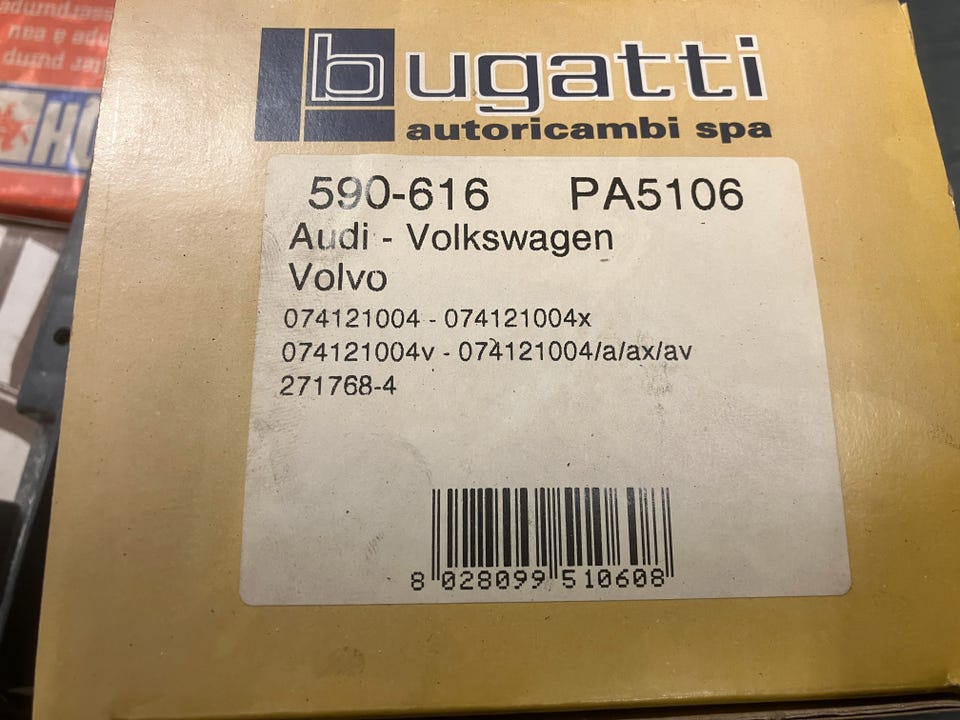 bugatti
autoricambi spa
590-616 PA5106
Audi - Volkswagen
Volvo
074121004 - 074121004x
074121004v - 074121004/a/ax/av
271768-4
8 028099 510608